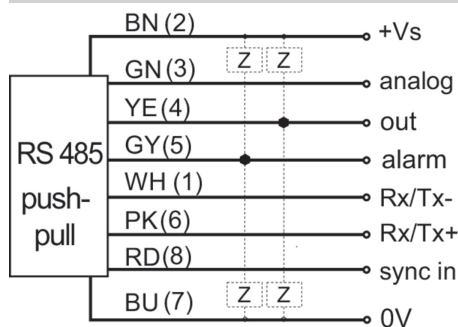 BN (2) +Vs
Z Z
GN (3) analog
YE (4) out
RS 485 GY (5) alarm
push- WH (1) Rx/Tx-
pull PK (6) Rx/Tx+
RD (8) sync in
Z Z
BU (7) 0V